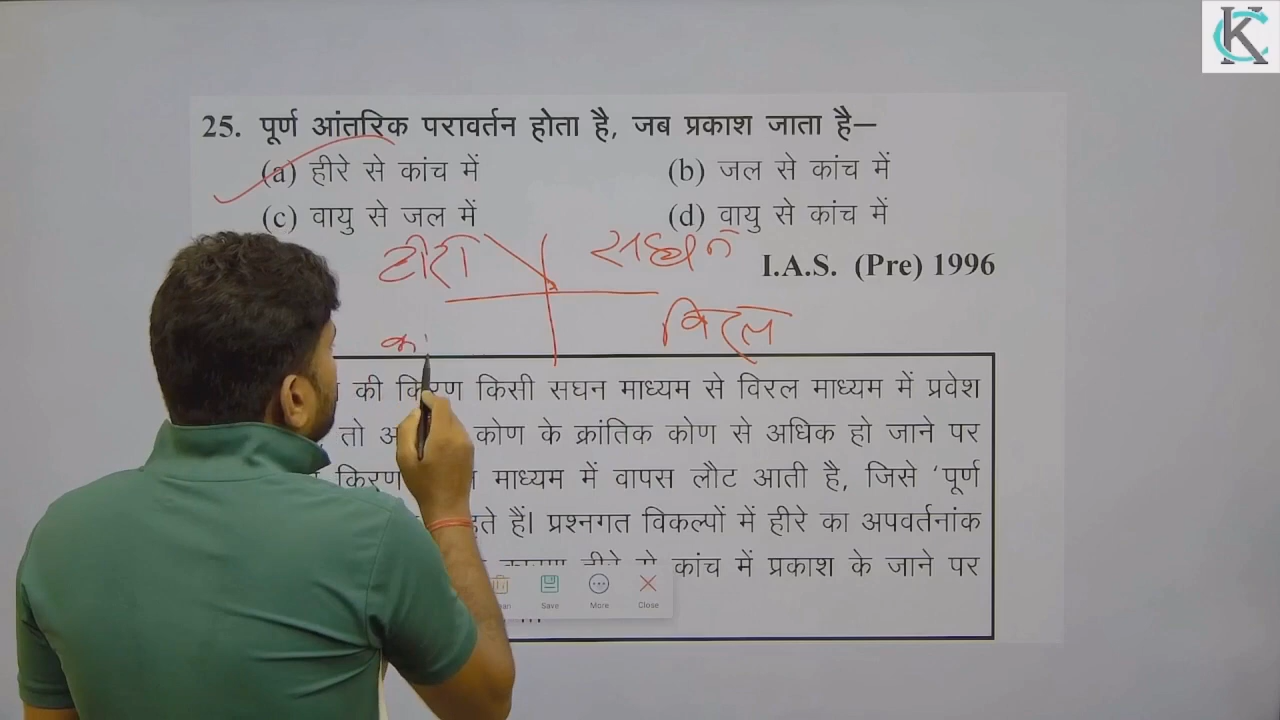 KC
25. पूर्ण आंतरिक परावर्तन होता है, जब प्रकाश जाता है—
(a) हीरे से कांच में (b) जल से कांच में
(c) वायु से जल में (d) वायु से कांच में
सघन
I.A.S. (Pre) 1996
विरल
की किरण किसी सघन माध्यम से विरल माध्यम में प्रवेश
तो कोण के क्रांतिक कोण से अधिक हो जाने पर
किरण माध्यम में वापस लौट आती है, जिसे ‘पूर्ण
हैं। प्रश्नगत विकल्पों में हीरे का अपवर्तनांक
कांच में प्रकाश के जाने पर
Save More Close